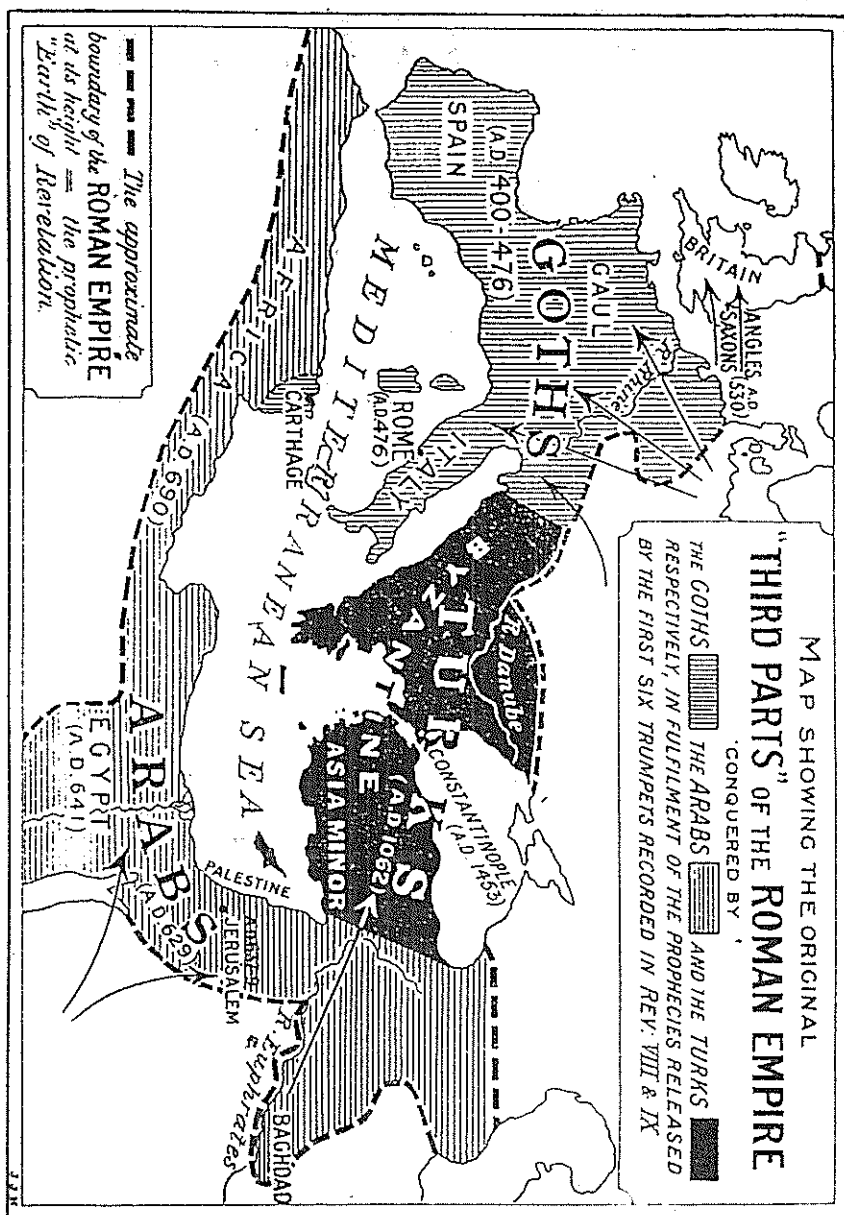 MAP SHOWING THE ORIGINAL
"THIRD PARTS" OF THE ROMAN EMPIRE
CONQUERED BY
THE GOTHS THE ARABS AND THE TURKS
RESPECTIVELY, IN FULFILMENT OF THE PROPHECIES RELEASED
BY THE FIRST SIX TRUMPETS RECORDED IN REV. VIII & IX
BRITAIN
ANGLES, A.D.
SAXONS 530)
R. Rhine
GAUL
GOTHS
(A.D. 400-476)
SPAIN
ITALY
ROME
(A.D 476)
R. Danube
TURKS
BYZANTINE
(A.D. 1062)
CONSTANTINOPLE
(A.D. 1453)
ASIA MINOR
MEDITERRANEAN SEA
CARTHAGE
AFRICA (A.D 690)
PALESTINE
JERUSALEM
ARABS
(A.D. 629)
EGYPT
(A.D. 641)
R. Euphrates
BAGHDAD
The approximate
boundary of the ROMAN EMPIRE
at its height = the prophetic
"Earth" of Revelation.